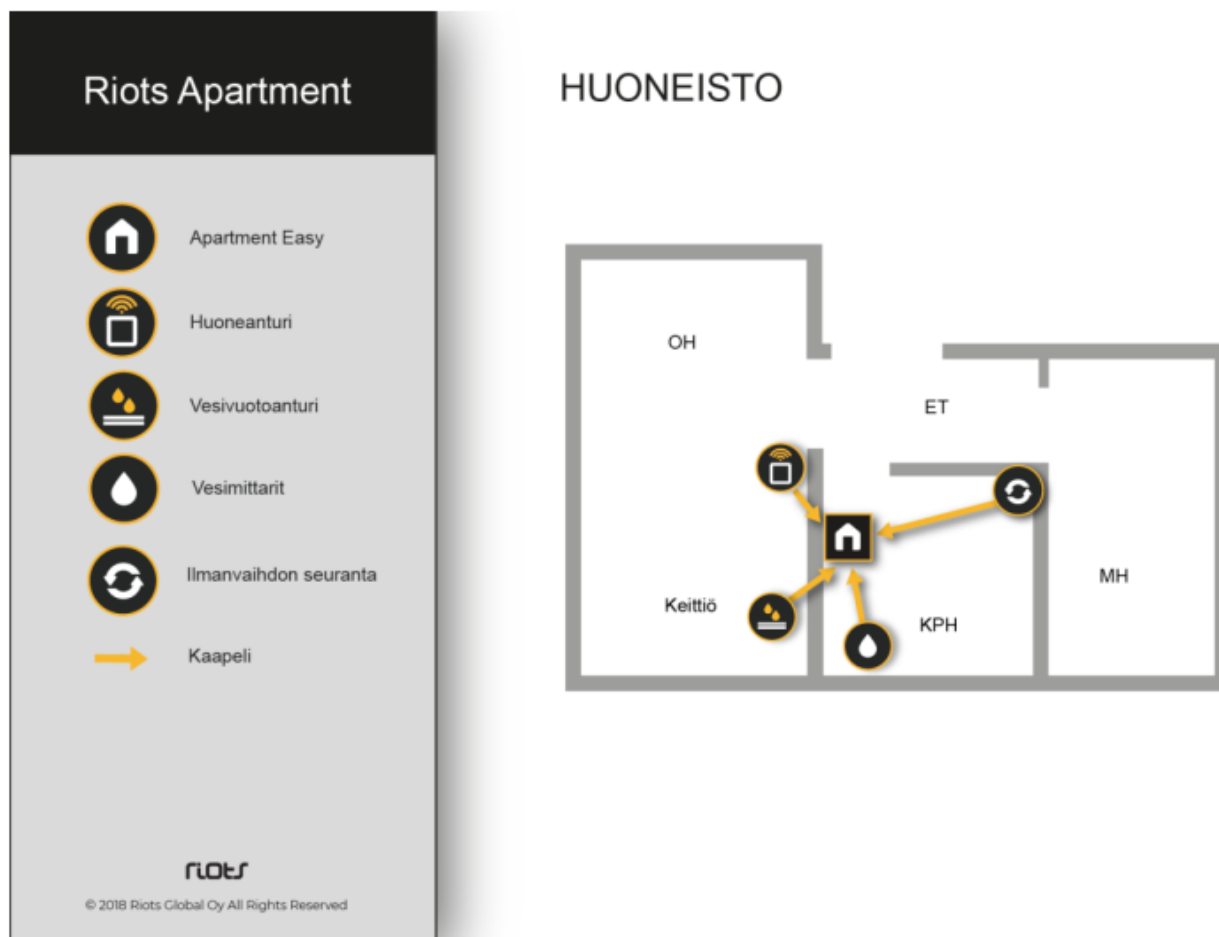 Riots Apartment
Apartment Easy
Huoneanturi
Vesivuotoanturi
Vesimittarit
Ilmanvaihdon seuranta
Kaapeli
riots
© 2018 Riots Global Oy All Rights Reserved
HUONEISTO
OH
ET
MH
Keittiö
KPH